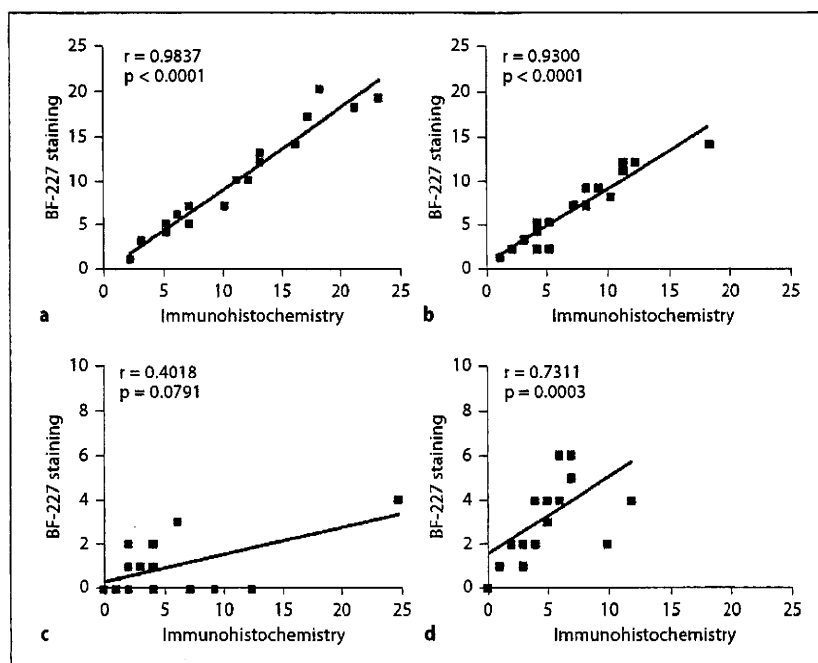 r = 0.9837
p < 0.0001
BF-227 staining
25
20
15
10
5
0
0 5 10 15 20 25
Immunohistochemistry
a
r = 0.9300
p < 0.0001
BF-227 staining
25
20
15
10
5
0
0 5 10 15 20 25
Immunohistochemistry
b
r = 0.4018
p = 0.0791
BF-227 staining
10
8
6
4
2
0
0 5 10 15 20 25
Immunohistochemistry
c
r = 0.7311
p = 0.0003
BF-227 staining
10
8
6
4
2
0
0 5 10 15 20 25
Immunohistochemistry
d